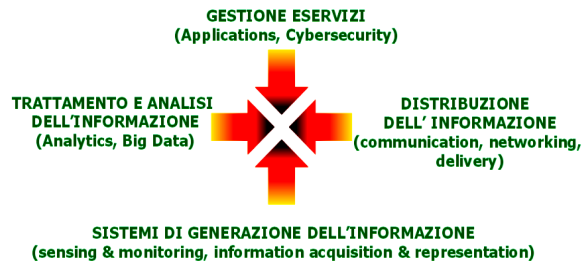 GESTIONE ESERVIZI
(Applications, Cybersecurity)
TRATTAMENTO E ANALISI
DELL'INFORMAZIONE
(Analytics, Big Data)
DISTRIBUZIONE
DELL' INFORMAZIONE
(communication, networking,
delivery)
SISTEMI DI GENERAZIONE DELL'INFORMAZIONE
(sensing & monitoring, information acquisition & representation)